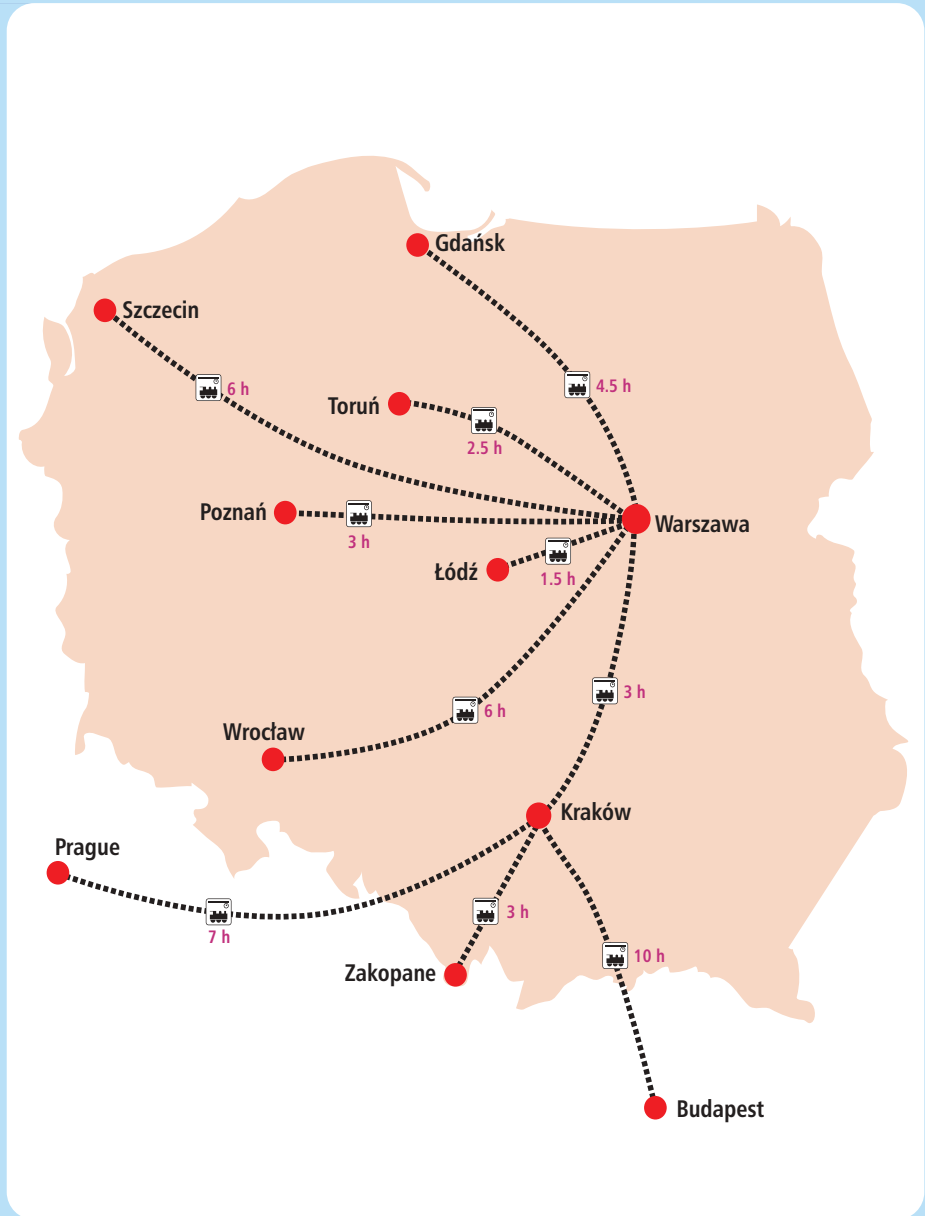 Gdańsk
Szczecin
6 h
4.5 h
Toruń
2.5 h
Poznań
3 h
Warszawa
Łódź
1.5 h
3 h
6 h
Wrocław
Kraków
Prague
7 h
3 h
Zakopane
10 h
Budapest